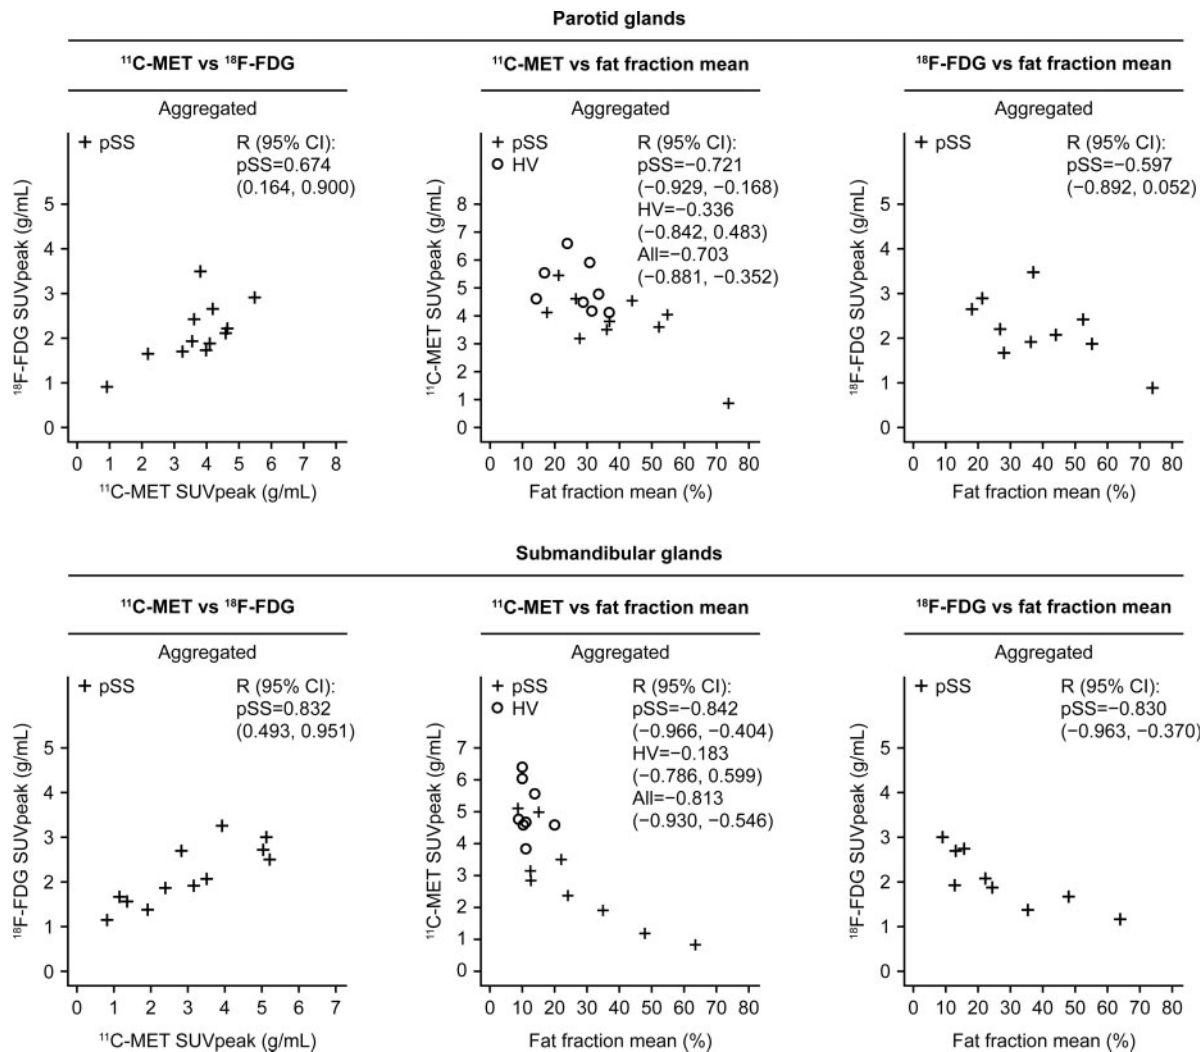 Parotid glands
¹¹C-MET vs ¹⁸F-FDG
Aggregated
+ pSS
R (95% CI):
pSS=0.674
(0.164, 0.900)
¹⁸F-FDG SUVpeak (g/mL)
5
4
3
2
1
0
0 1 2 3 4 5 6 7 8
¹¹C-MET SUVpeak (g/mL)
¹¹C-MET vs fat fraction mean
Aggregated
+ pSS
o HV
R (95% CI):
pSS=−0.721
(−0.929, −0.168)
HV=−0.336
(−0.842, 0.483)
All=−0.703
(−0.881, −0.352)
¹¹C-MET SUVpeak (g/mL)
8
7
6
5
4
3
2
1
0
0 10 20 30 40 50 60 70 80
Fat fraction mean (%)
¹⁸F-FDG vs fat fraction mean
Aggregated
+ pSS
R (95% CI):
pSS=−0.597
(−0.892, 0.052)
¹⁸F-FDG SUVpeak (g/mL)
5
4
3
2
1
0
0 10 20 30 40 50 60 70 80
Fat fraction mean (%)
Submandibular glands
¹¹C-MET vs ¹⁸F-FDG
Aggregated
+ pSS
R (95% CI):
pSS=0.832
(0.493, 0.951)
¹⁸F-FDG SUVpeak (g/mL)
5
4
3
2
1
0
0 1 2 3 4 5 6 7
¹¹C-MET SUVpeak (g/mL)
¹¹C-MET vs fat fraction mean
Aggregated
+ pSS
o HV
R (95% CI):
pSS=−0.842
(−0.966, −0.404)
HV=−0.183
(−0.786, 0.599)
All=−0.813
(−0.930, −0.546)
¹¹C-MET SUVpeak (g/mL)
7
6
5
4
3
2
1
0
0 10 20 30 40 50 60 70 80
Fat fraction mean (%)
¹⁸F-FDG vs fat fraction mean
Aggregated
+ pSS
R (95% CI):
pSS=−0.830
(−0.963, −0.370)
¹⁸F-FDG SUVpeak (g/mL)
5
4
3
2
1
0
0 10 20 30 40 50 60 70 80
Fat fraction mean (%)